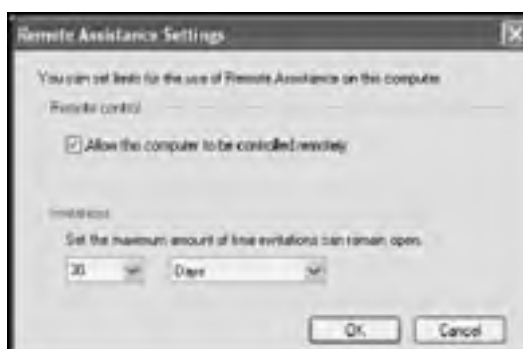 Remote Assistance Settings
You can set limits for the use of Remote Assistance on this computer
Remote control
Allow this computer to be controlled remotely
Invitations
Set the maximum amount of time invitations can remain open.
30 Days
OK Cancel